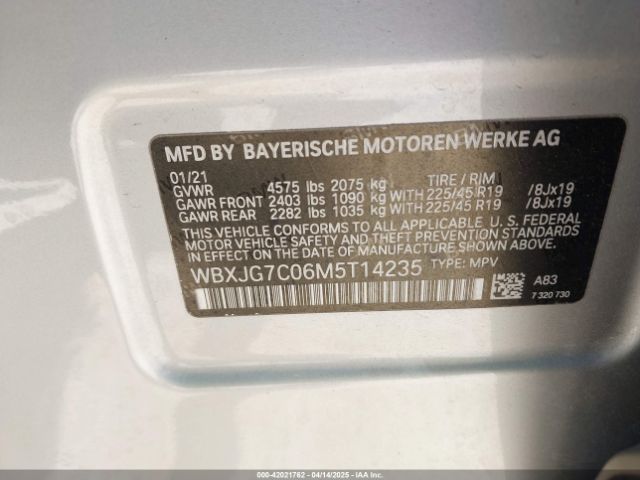 MFD BY BAYERISCHE MOTOREN WERKE AG
01/21 TIRE / RIM
GVWR 4575 lbs 2075 kg
GAWR FRONT 2403 lbs 1090 kg WITH 225/45 R19 /8Jx19
GAWR REAR 2282 lbs 1035 kg WITH 225/45 R19 /8Jx19
THIS VEHICLE CONFORMS TO ALL APPLICABLE U. S. FEDERAL
MOTOR VEHICLE SAFETY, BUMPER, AND THEFT PREVENTION
STANDARDS IN EFFECT ON THE DATE OF MANUFACTURE SHOWN ABOVE.
WBXJG7C06M5T14235 TYPE: MPV
A83
7 320 730
000-42021762 - 04/14/2025 - IAA Inc.